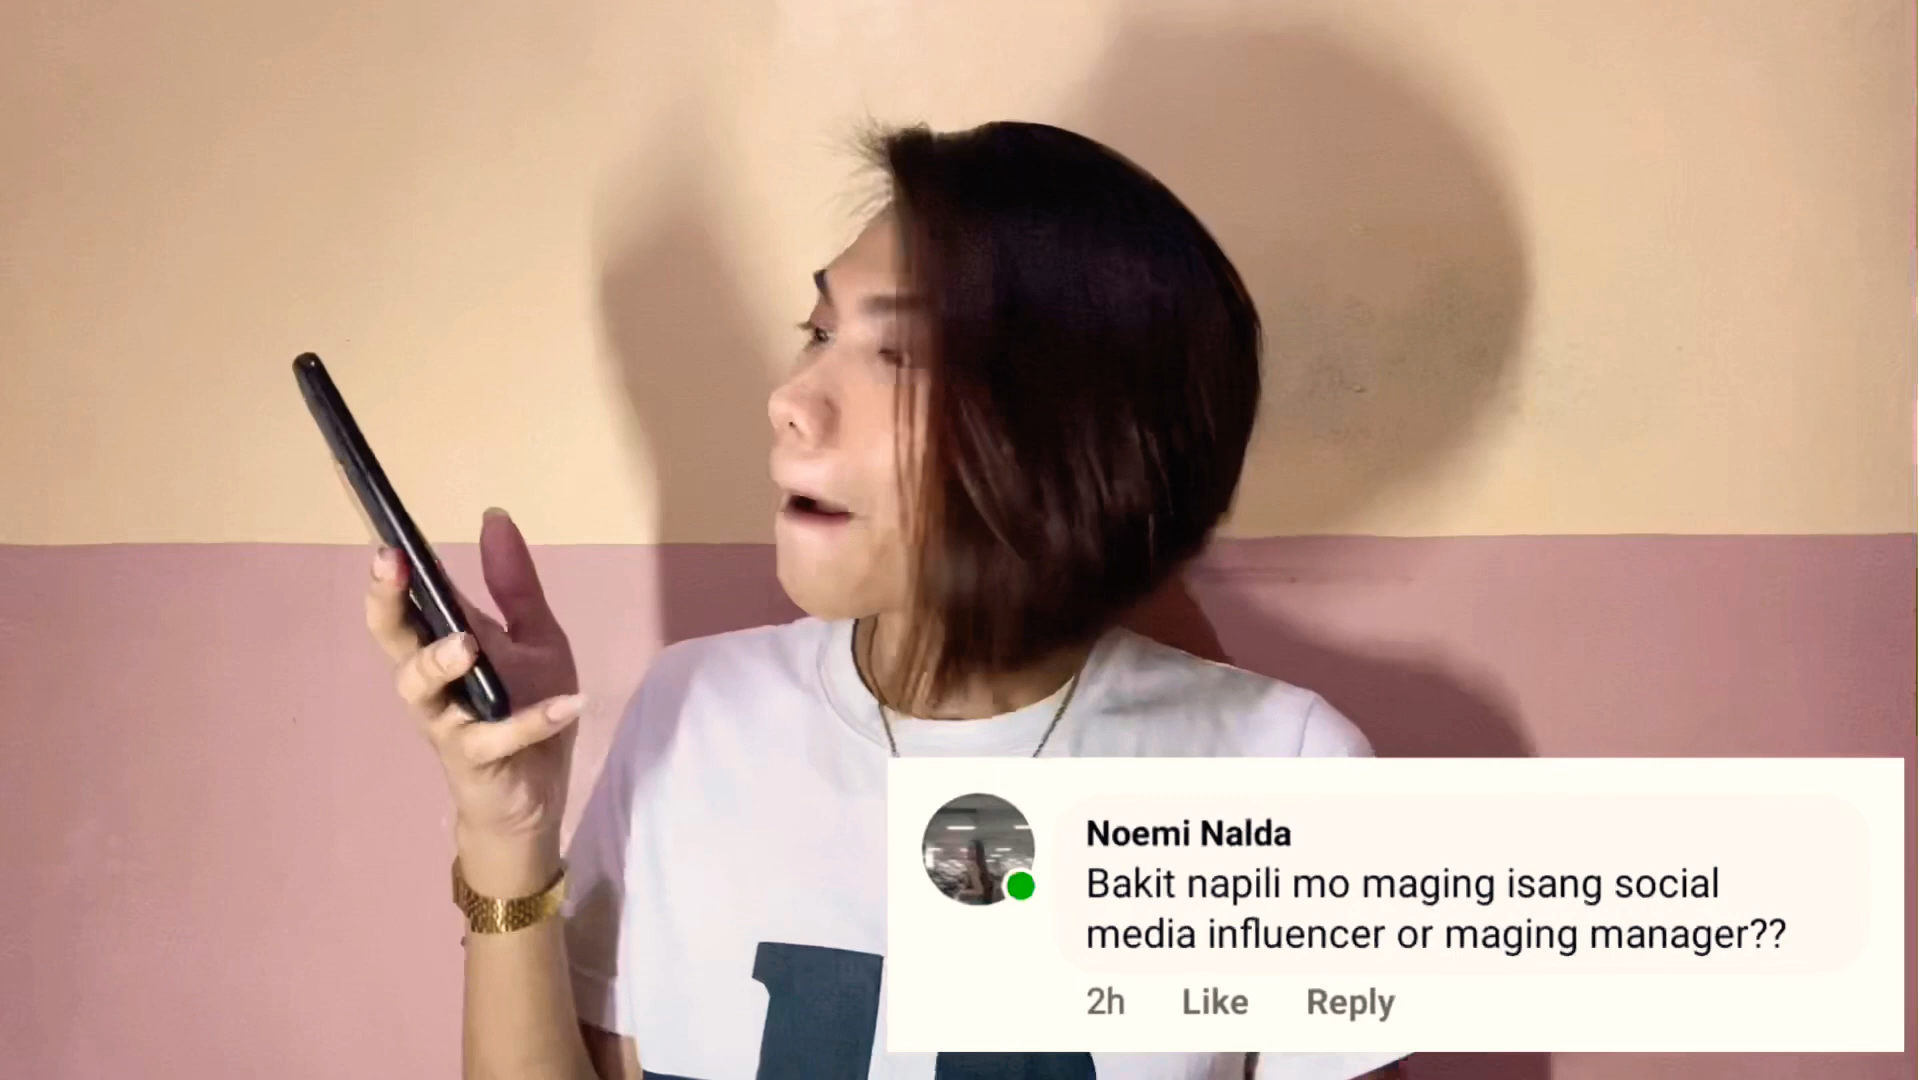 Noemi Nalda
Bakit napili mo maging isang social
media influencer or maging manager??
2h Like Reply